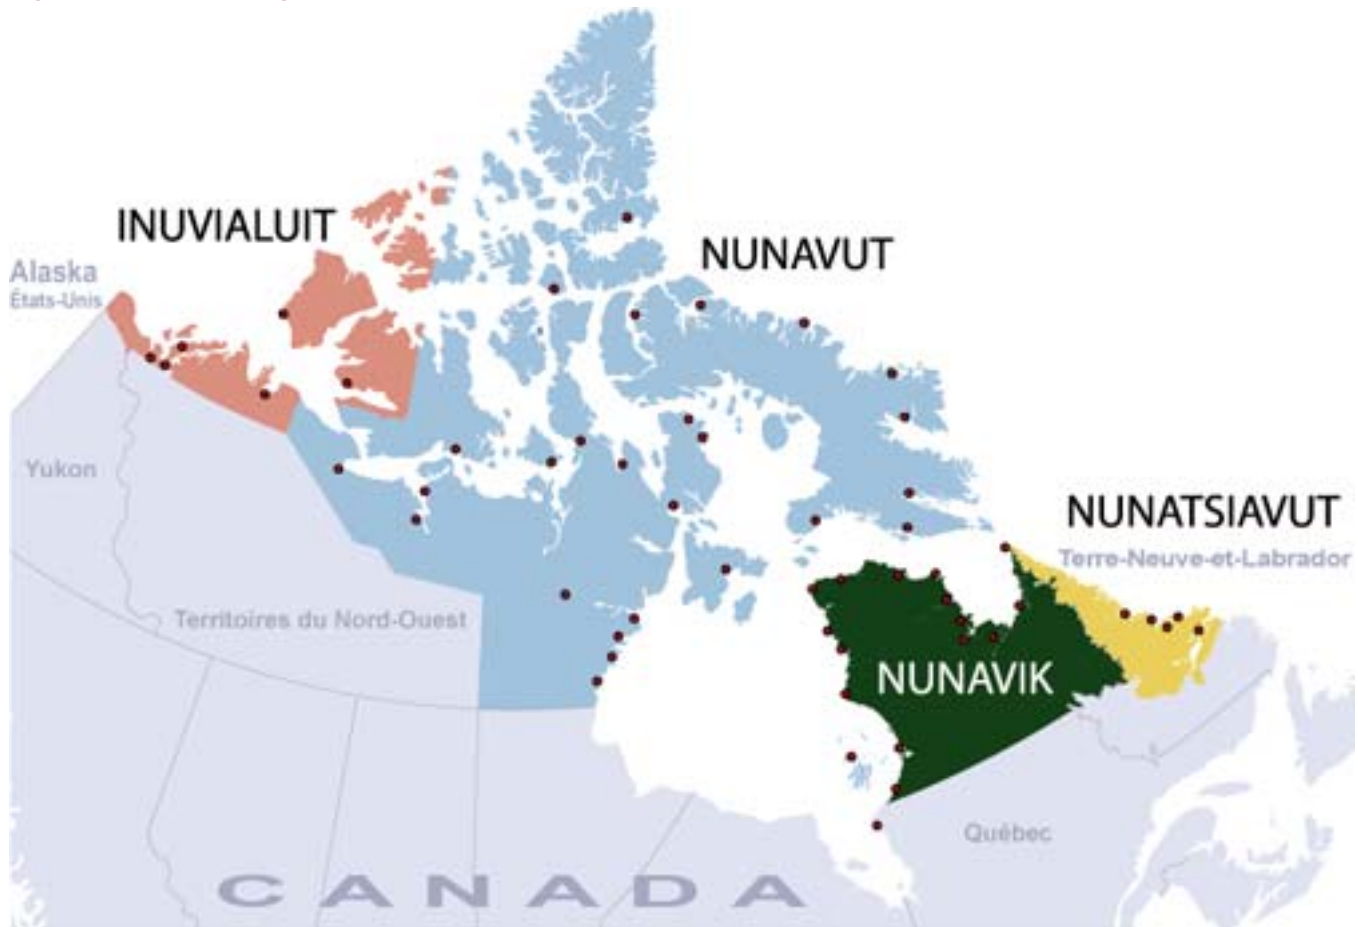 INUVIALUIT
NUNAVUT
Alaska
États-Unis
Yukon
NUNATSIAVUT
Terre-Neuve-et-Labrador
Territoires du Nord-Ouest
NUNAVIK
Québec
CANADA